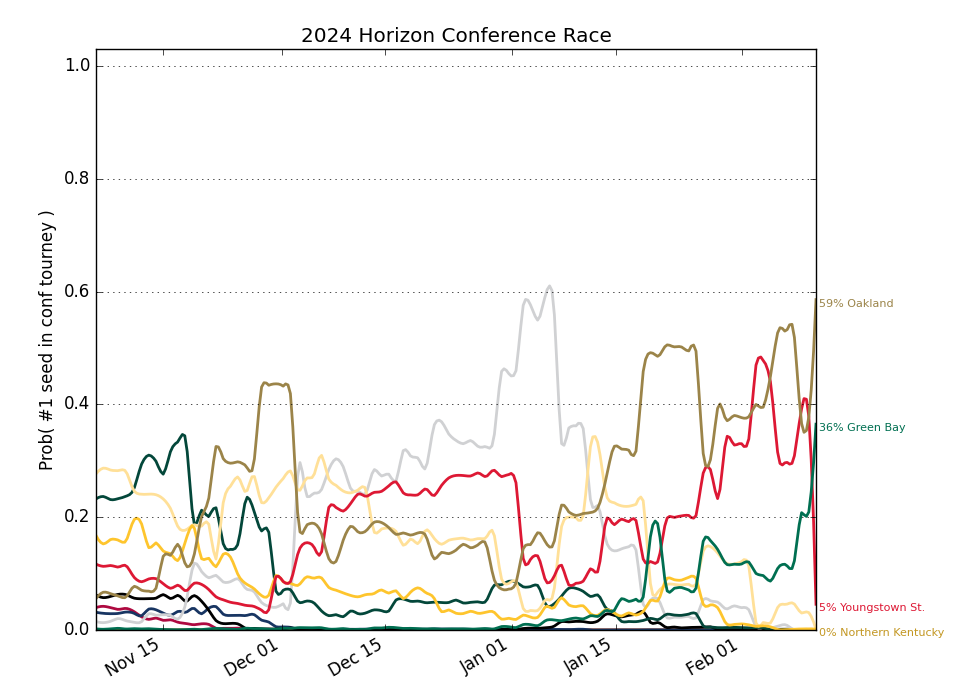 2024 Horizon Conference Race
Prob( #1 seed in conf tourney )
1.0
0.8
0.6
0.4
0.2
0.0
59% Oakland
36% Green Bay
5% Youngstown St.
0% Northern Kentucky
Nov 15
Dec 01
Dec 15
Jan 01
Jan 15
Feb 01